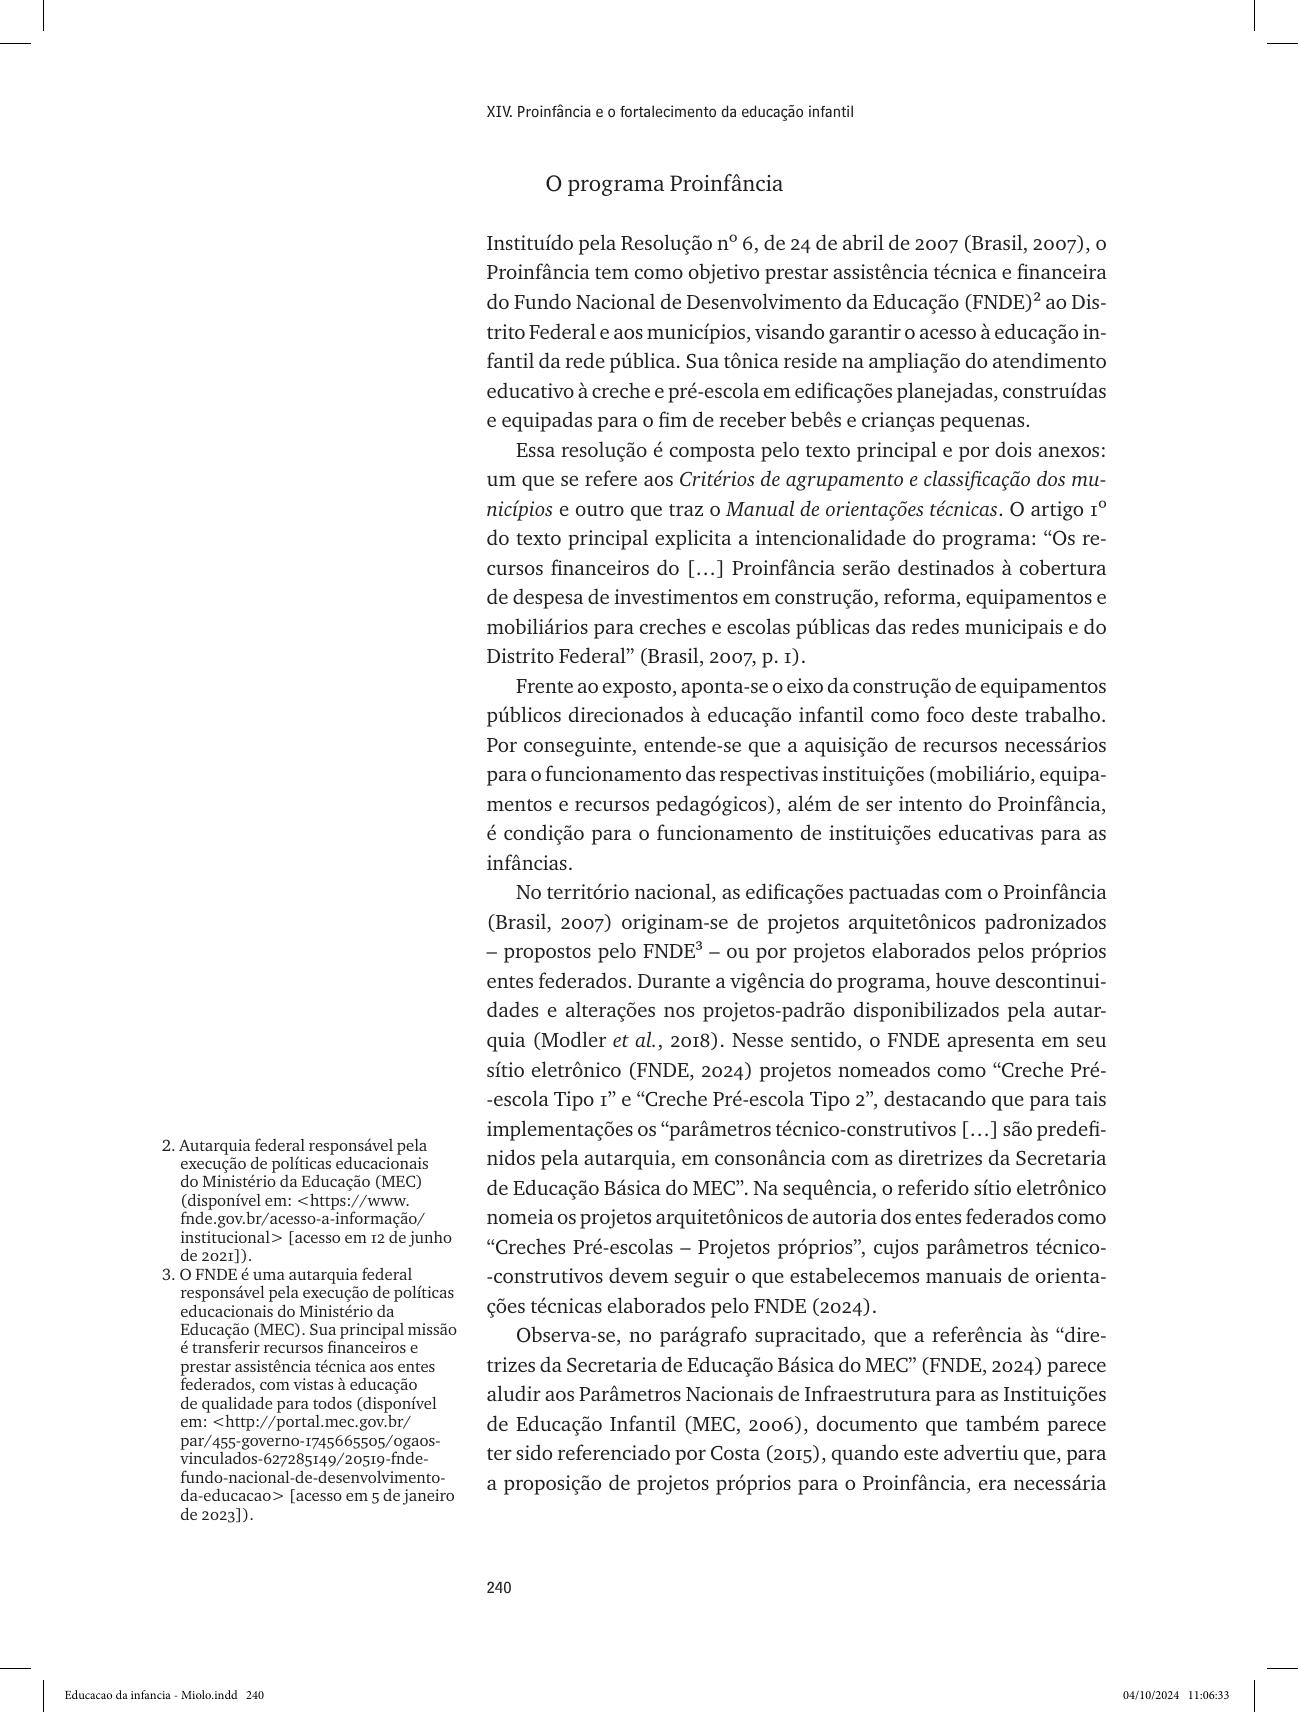 XIV. Proinfância e o fortalecimento da educação infantil
O programa Proinfância
Instituído pela Resolução nº 6, de 24 de abril de 2007 (Brasil, 2007), o
Proinfância tem como objetivo prestar assistência técnica e financeira
do Fundo Nacional de Desenvolvimento da Educação (FNDE)² ao Dis-
trito Federal e aos municípios, visando garantir o acesso à educação in-
fantil da rede pública. Sua tônica reside na ampliação do atendimento
educativo à creche e pré-escola em edificações planejadas, construídas
e equipadas para o fim de receber bebês e crianças pequenas.
Essa resolução é composta pelo texto principal e por dois anexos:
um que se refere aos Critérios de agrupamento e classificação dos mu-
nicípios e outro que traz o Manual de orientações técnicas. O artigo 1º
do texto principal explicita a intencionalidade do programa: “Os re-
cursos financeiros do […] Proinfância serão destinados à cobertura
de despesa de investimentos em construção, reforma, equipamentos e
mobiliários para creches e escolas públicas das redes municipais e do
Distrito Federal” (Brasil, 2007, p. 1).
Frente ao exposto, aponta-se o eixo da construção de equipamentos
públicos direcionados à educação infantil como foco deste trabalho.
Por conseguinte, entende-se que a aquisição de recursos necessários
para o funcionamento das respectivas instituições (mobiliário, equipa-
mentos e recursos pedagógicos), além de ser intento do Proinfância,
é condição para o funcionamento de instituições educativas para as
infâncias.
No território nacional, as edificações pactuadas com o Proinfância
(Brasil, 2007) originam-se de projetos arquitetônicos padronizados
– propostos pelo FNDE³ – ou por projetos elaborados pelos próprios
entes federados. Durante a vigência do programa, houve descontinui-
dades e alterações nos projetos-padrão disponibilizados pela autar-
quia (Modler et al., 2018). Nesse sentido, o FNDE apresenta em seu
sítio eletrônico (FNDE, 2024) projetos nomeados como “Creche Pré-
-escola Tipo 1” e “Creche Pré-escola Tipo 2”, destacando que para tais
implementações os “parâmetros técnico-construtivos […] são predefi-
nidos pela autarquia, em consonância com as diretrizes da Secretaria
de Educação Básica do MEC”. Na sequência, o referido sítio eletrônico
nomeia os projetos arquitetônicos de autoria dos entes federados como
“Creches Pré-escolas – Projetos próprios”, cujos parâmetros técnico-
-construtivos devem seguir o que estabelecemos manuais de orienta-
ções técnicas elaborados pelo FNDE (2024).
Observa-se, no parágrafo supracitado, que a referência às “dire-
trizes da Secretaria de Educação Básica do MEC” (FNDE, 2024) parece
aludir aos Parâmetros Nacionais de Infraestrutura para as Instituições
de Educação Infantil (MEC, 2006), documento que também parece
ter sido referenciado por Costa (2015), quando este advertiu que, para
a proposição de projetos próprios para o Proinfância, era necessária
2. Autarquia federal responsável pela
execução de políticas educacionais
do Ministério da Educação (MEC)
(disponível em: <https://www.
fnde.gov.br/acesso-a-informação/
institucional> [acesso em 12 de junho
de 2021]).
3. O FNDE é uma autarquia federal
responsável pela execução de políticas
educacionais do Ministério da
Educação (MEC). Sua principal missão
é transferir recursos financeiros e
prestar assistência técnica aos entes
federados, com vistas à educação
de qualidade para todos (disponível
em: <http://portal.mec.gov.br/
par/455-governo-1745665505/ogaos-
vinculados-627285149/20519-fnde-
fundo-nacional-de-desenvolvimento-
da-educacao> [acesso em 5 de janeiro
de 2023]).
240
Educacao da infancia - Miolo.indd 240
04/10/2024 11:06:33